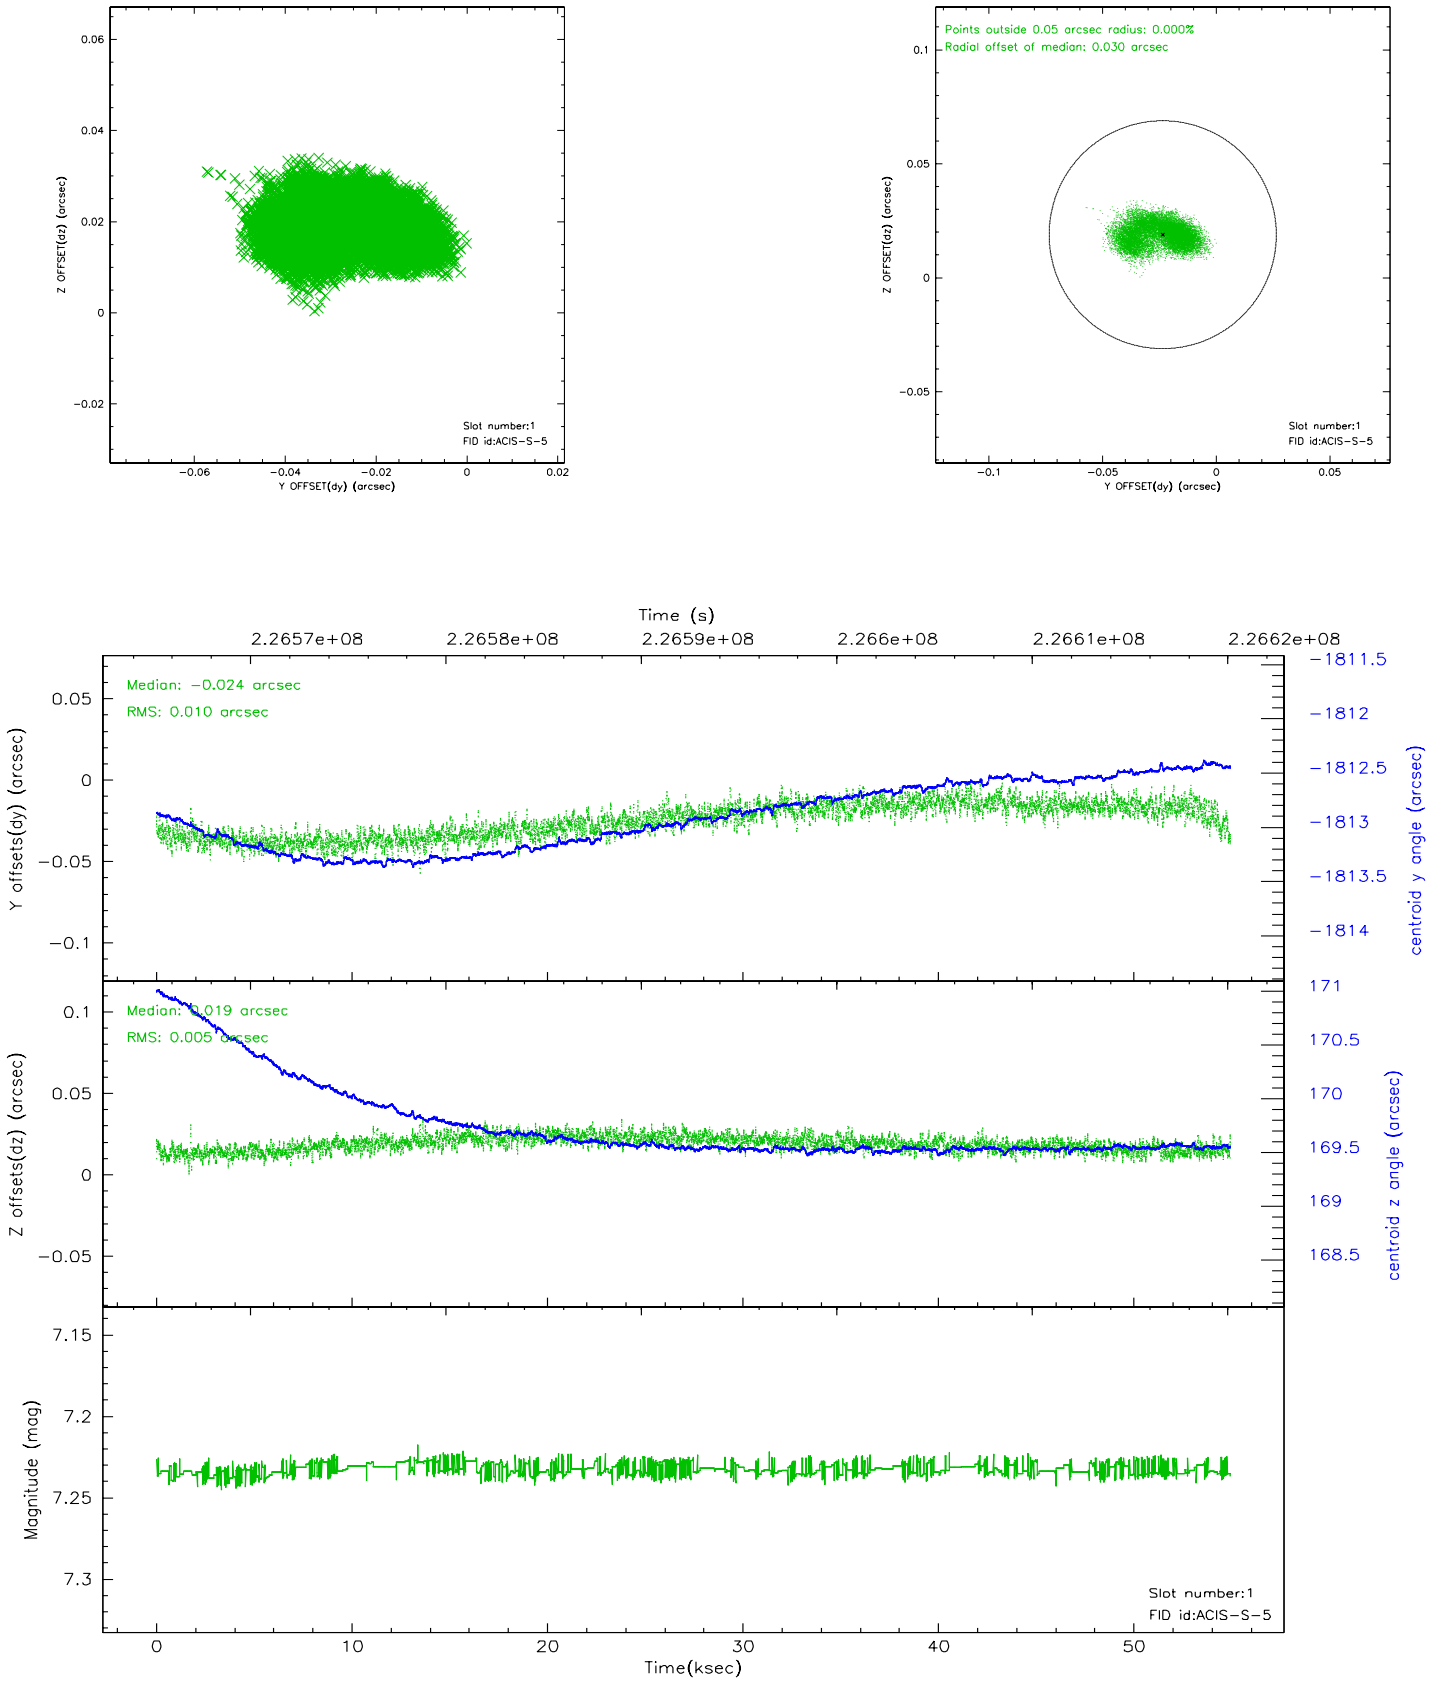 0.06
0.04
0.02
0
−0.02
Z OFFSET(dz) (arcsec)
Slot number:1
FID id:ACIS−S−5
−0.06 −0.04 −0.02 0 0.02
Y OFFSET(dy) (arcsec)
Points outside 0.05 arcsec radius: 0.000%
Radial offset of median: 0.030 arcsec
0.1
0.05
0
−0.05
Z OFFSET(dz) (arcsec)
Slot number:1
FID id:ACIS−S−5
−0.1 −0.05 0 0.05
Y OFFSET(dy) (arcsec)
Time (s)
2.2657e+08 2.2658e+08 2.2659e+08 2.266e+08 2.2661e+08 2.2662e+08
Median: −0.024 arcsec
RMS: 0.010 arcsec
0.05
0
−0.05
−0.1
Y offsets(dy) (arcsec)
−1811.5
−1812
−1812.5
−1813
−1813.5
−1814
centroid y angle (arcsec)
Median: 0.019 arcsec
RMS: 0.005 arcsec
0.1
0.05
0
−0.05
Z offsets(dz) (arcsec)
171
170.5
170
169.5
169
168.5
centroid z angle (arcsec)
7.15
7.2
7.25
7.3
Magnitude (mag)
Slot number:1
FID id:ACIS−S−5
0 10 20 30 40 50
Time(ksec)